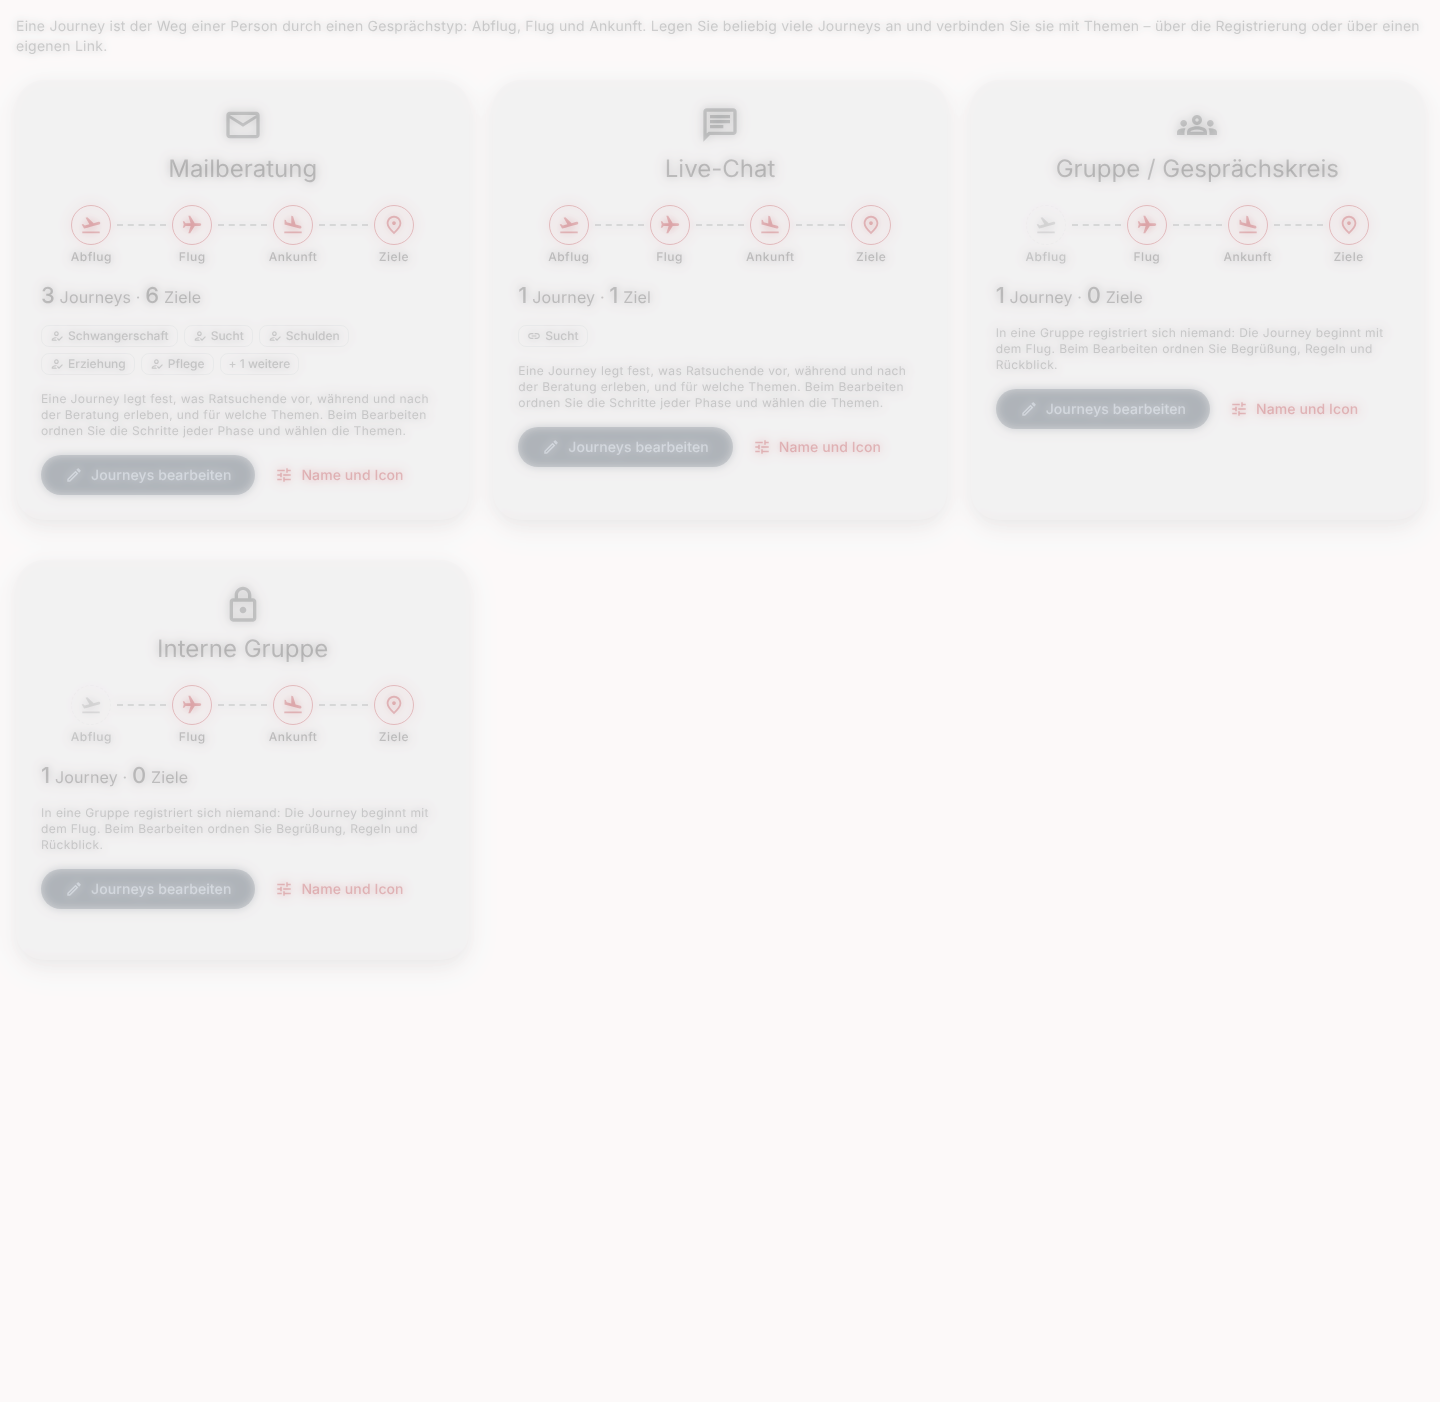 Eine Journey ist der Weg einer Person durch einen Gesprächstyp: Abflug, Flug und Ankunft. Legen Sie beliebig viele Journeys an und verbinden Sie sie mit Themen – über die Registrierung oder über einen
eigenen Link.
Mailberatung
Abflug Flug Ankunft Ziele
3 Journeys · 6 Ziele
Schwangerschaft Sucht Schulden
Erziehung Pflege + 1 weitere
Eine Journey legt fest, was Ratsuchende vor, während und nach
der Beratung erleben, und für welche Themen. Beim Bearbeiten
ordnen Sie die Schritte jeder Phase und wählen die Themen.
Journeys bearbeiten Name und Icon
Live-Chat
Abflug Flug Ankunft Ziele
1 Journey · 1 Ziel
Sucht
Eine Journey legt fest, was Ratsuchende vor, während und nach
der Beratung erleben, und für welche Themen. Beim Bearbeiten
ordnen Sie die Schritte jeder Phase und wählen die Themen.
Journeys bearbeiten Name und Icon
Gruppe / Gesprächskreis
Abflug Flug Ankunft Ziele
1 Journey · 0 Ziele
In eine Gruppe registriert sich niemand: Die Journey beginnt mit
dem Flug. Beim Bearbeiten ordnen Sie Begrüßung, Regeln und
Rückblick.
Journeys bearbeiten Name und Icon
Interne Gruppe
Abflug Flug Ankunft Ziele
1 Journey · 0 Ziele
In eine Gruppe registriert sich niemand: Die Journey beginnt mit
dem Flug. Beim Bearbeiten ordnen Sie Begrüßung, Regeln und
Rückblick.
Journeys bearbeiten Name und Icon